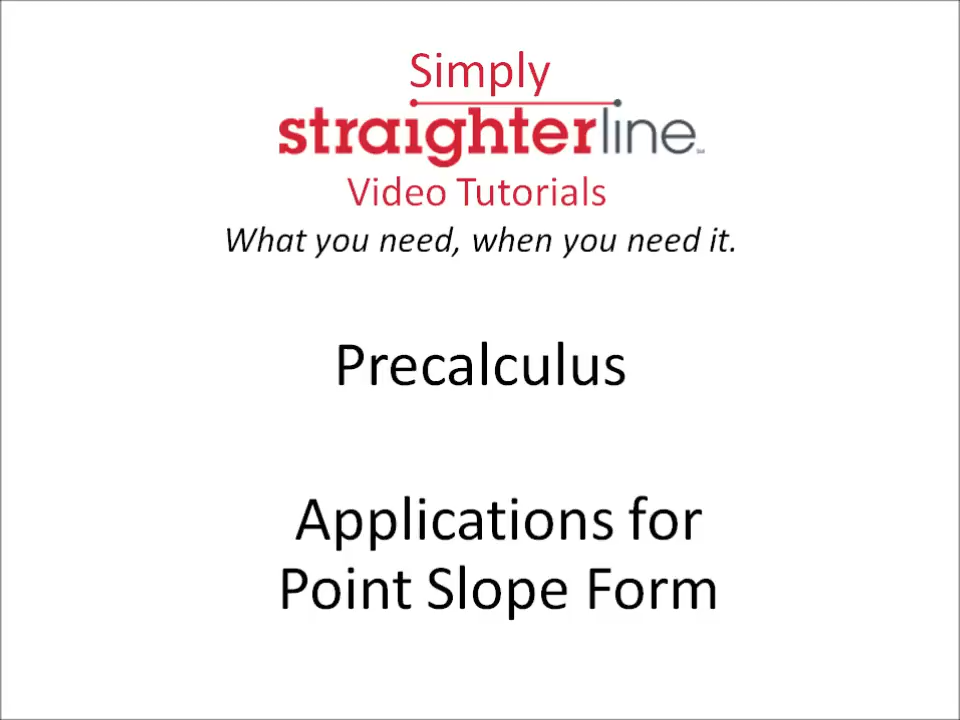 Simply
straighterline
Video Tutorials
What you need, when you need it.
Precalculus
Applications for
Point Slope Form